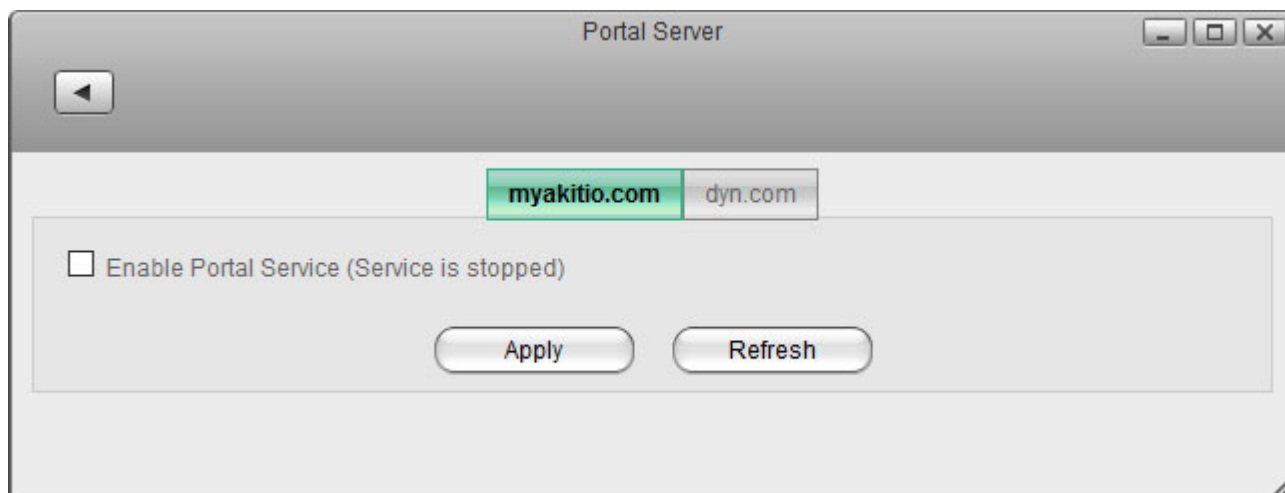 Portal Server
myakitio.com dyn.com
Enable Portal Service (Service is stopped)
Apply Refresh